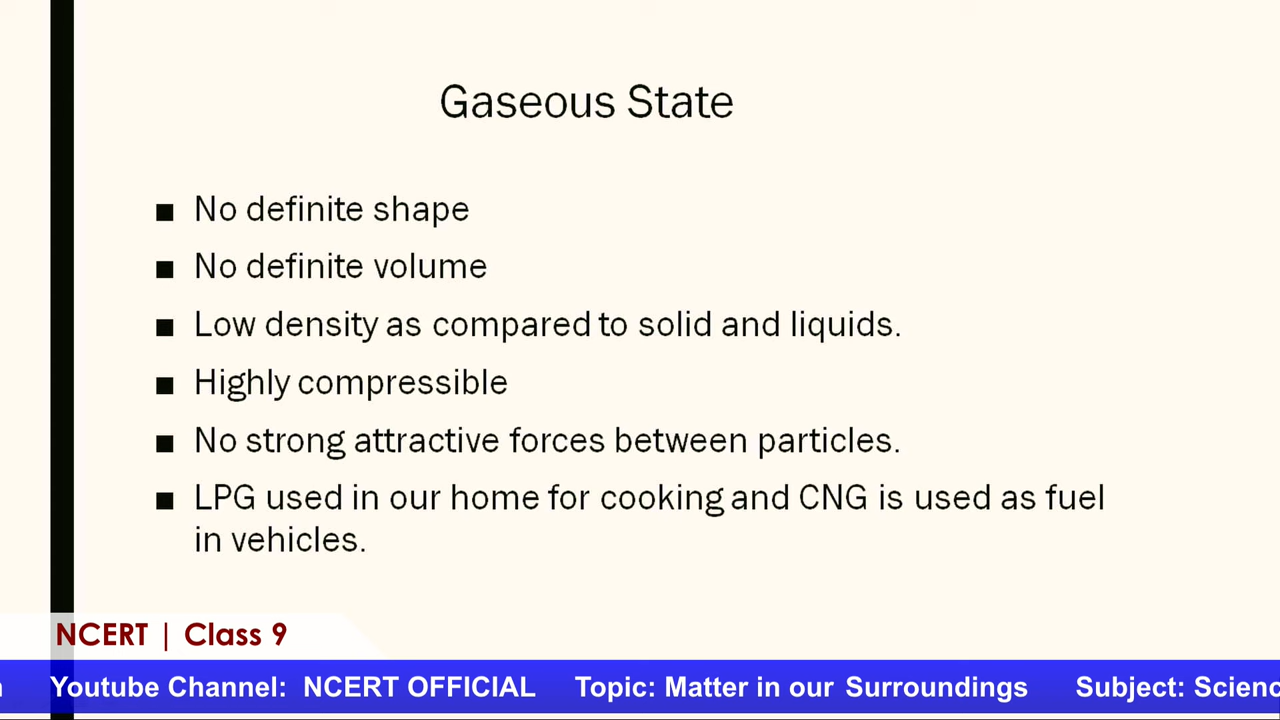 Gaseous State
■ No definite shape
■ No definite volume
■ Low density as compared to solid and liquids.
■ Highly compressible
■ No strong attractive forces between particles.
■ LPG used in our home for cooking and CNG is used as fuel
in vehicles.
NCERT | Class 9
Youtube Channel: NCERT OFFICIAL Topic: Matter in our Surroundings Subject: